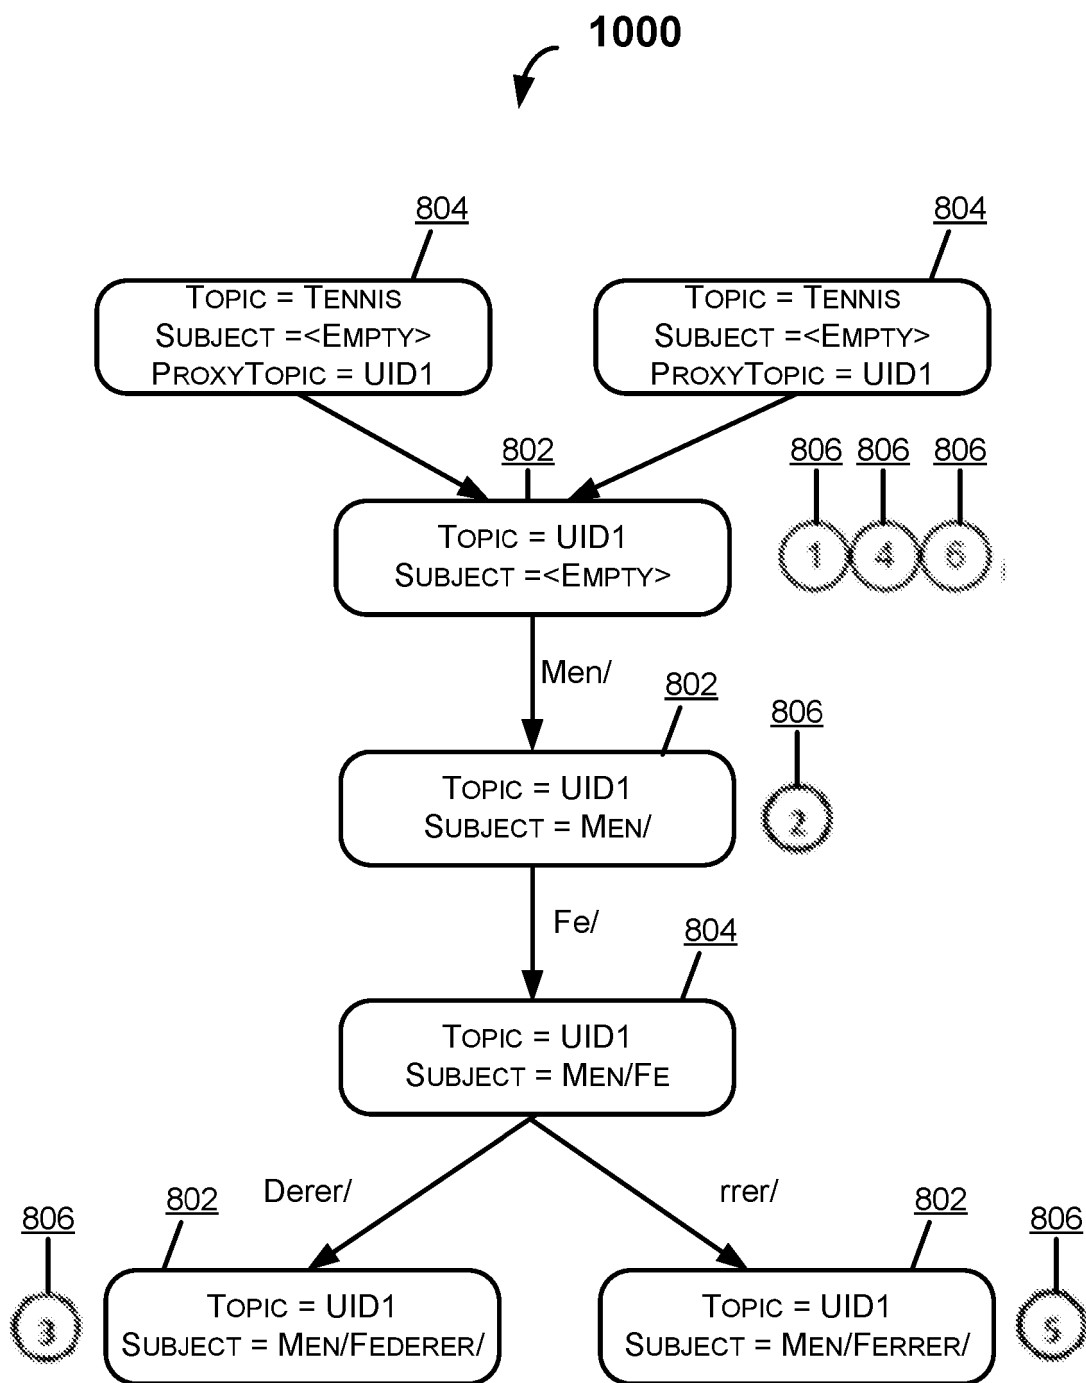 1000
804
804
TOPIC = TENNIS
SUBJECT =<EMPTY>
PROXYTOPIC = UID1
TOPIC = TENNIS
SUBJECT =<EMPTY>
PROXYTOPIC = UID1
802
806
806
806
TOPIC = UID1
SUBJECT =<EMPTY>
1
4
6
Men/
802
806
TOPIC = UID1
SUBJECT = MEN/
2
Fe/
804
TOPIC = UID1
SUBJECT = MEN/FE
Derer/
rrer/
806
802
802
806
3
TOPIC = UID1
SUBJECT = MEN/FEDERER/
TOPIC = UID1
SUBJECT = MEN/FERRER/
5